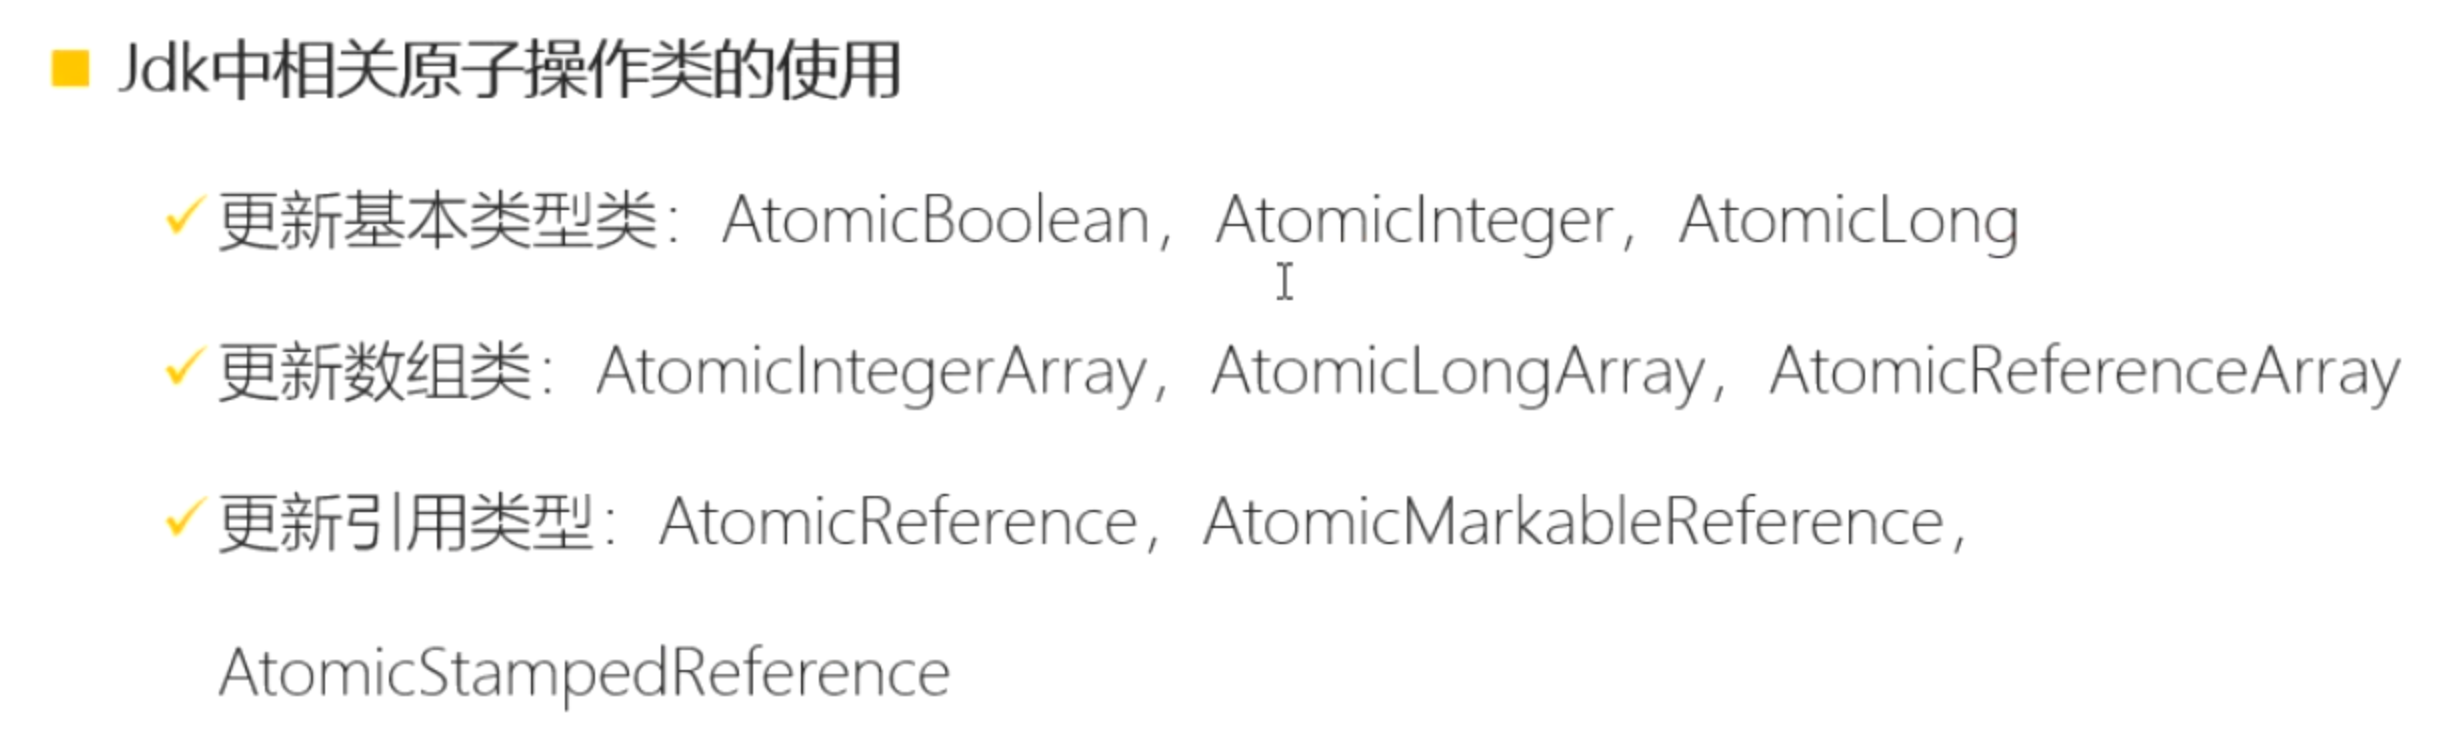 Jdk中相关原子操作类的使用
更新基本类型类：AtomicBoolean，AtomicInteger，AtomicLong
更新数组类：AtomicIntegerArray，AtomicLongArray，AtomicReferenceArray
更新引用类型：AtomicReference，AtomicMarkableReference，
AtomicStampedReference